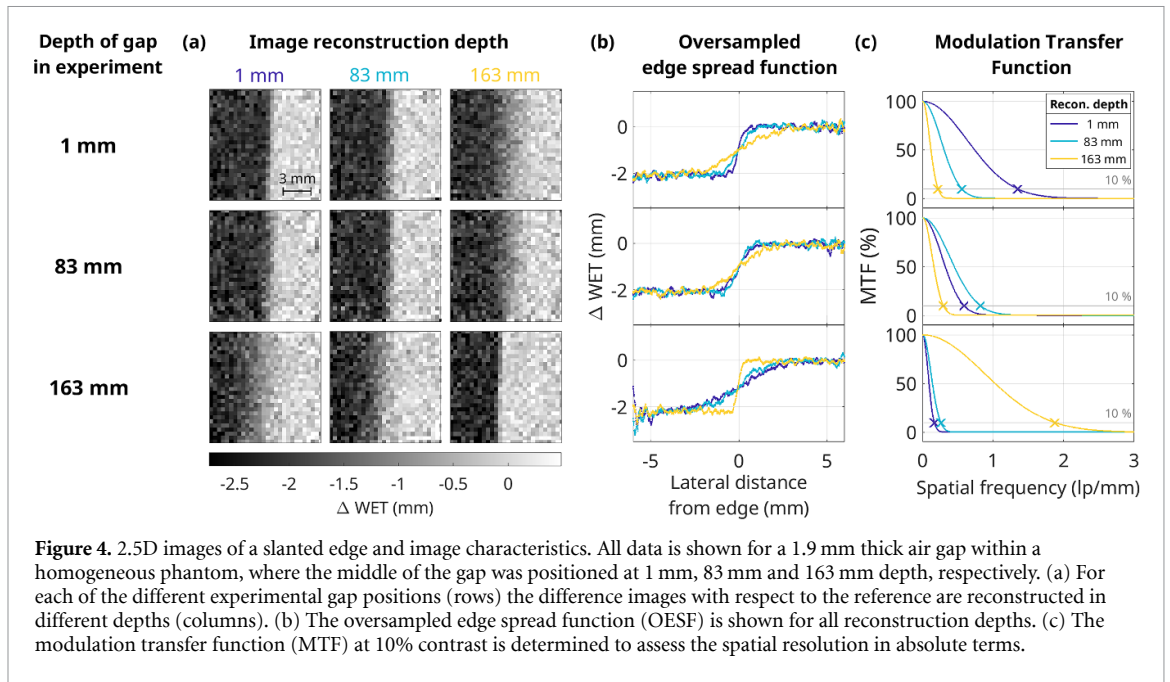 Depth of gap
in experiment
(a)
Image reconstruction depth
1 mm
83 mm
163 mm
(b)
Oversampled
edge spread function
(c)
Modulation Transfer
Function
1 mm
83 mm
163 mm
3 mm
-2.5
-2
-1.5
-1
-0.5
0
Δ WET (mm)
0
-2
0
-2
0
-2
Δ WET (mm)
-5
0
5
Lateral distance
from edge (mm)
100
50
0
100
50
0
100
50
0
MTF (%)
Recon. depth
1 mm
83 mm
163 mm
10 %
10 %
10 %
0
1
2
3
Spatial frequency (lp/mm)
Figure 4. 2.5D images of a slanted edge and image characteristics. All data is shown for a 1.9 mm thick air gap within a
homogeneous phantom, where the middle of the gap was positioned at 1 mm, 83 mm and 163 mm depth, respectively. (a) For
each of the different experimental gap positions (rows) the difference images with respect to the reference are reconstructed in
different depths (columns). (b) The oversampled edge spread function (OESF) is shown for all reconstruction depths. (c) The
modulation transfer function (MTF) at 10% contrast is determined to assess the spatial resolution in absolute terms.